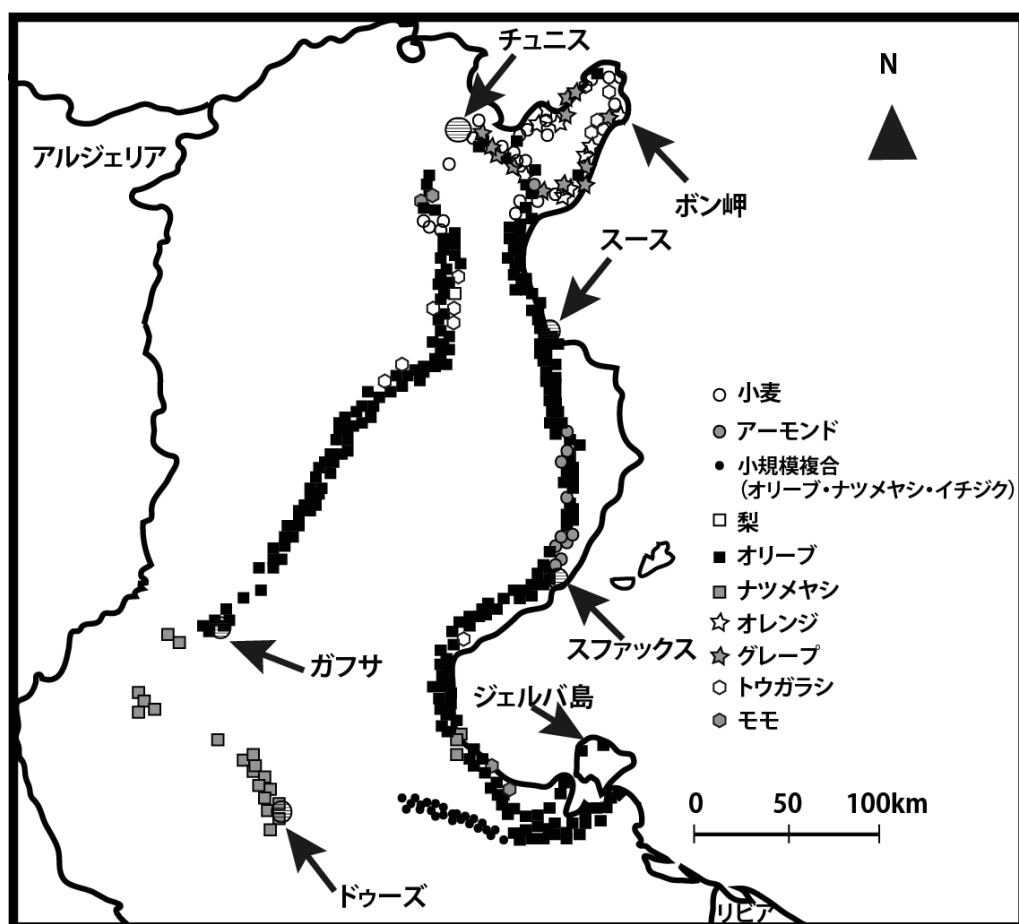 チュニス
N
アルジェリア
ボン岬
スース
小麦
アーモンド
小規模複合
(オリーブ・ナツメヤシ・イチジク)
梨
オリーブ
ナツメヤシ
オレンジ
グレープ
トウガラシ
モモ
スファックス
ガフサ
ジェルバ島
0 50 100km
ドゥーズ
リビア